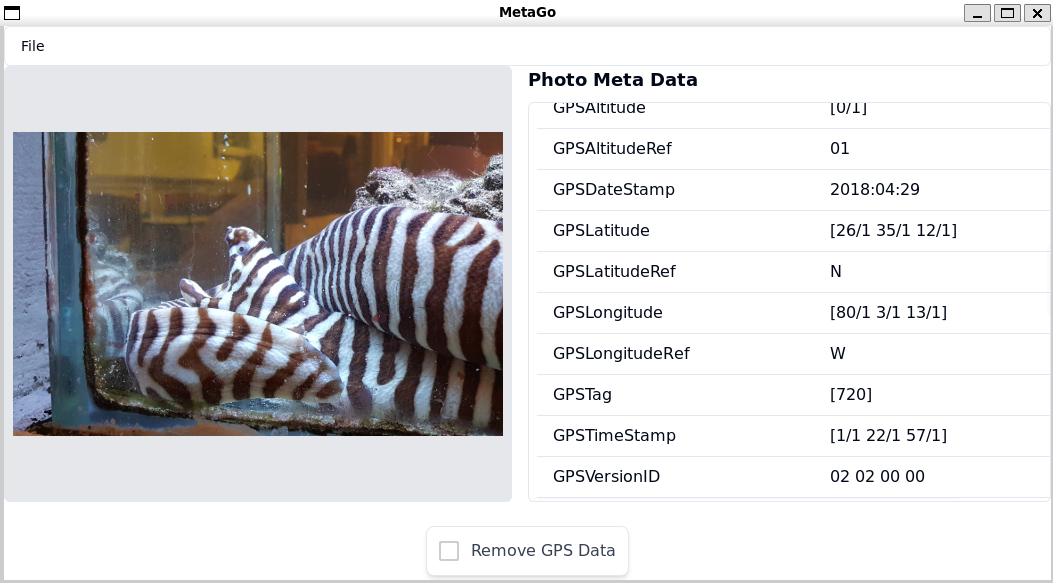 MetaGo
File
Photo Meta Data
GPSAltitude [0/1]
GPSAltitudeRef 01
GPSDateStamp 2018:04:29
GPSLatitude [26/1 35/1 12/1]
GPSLatitudeRef N
GPSLongitude [80/1 3/1 13/1]
GPSLongitudeRef W
GPSTag [720]
GPSTimeStamp [1/1 22/1 57/1]
GPSVersionID 02 02 00 00
Remove GPS Data